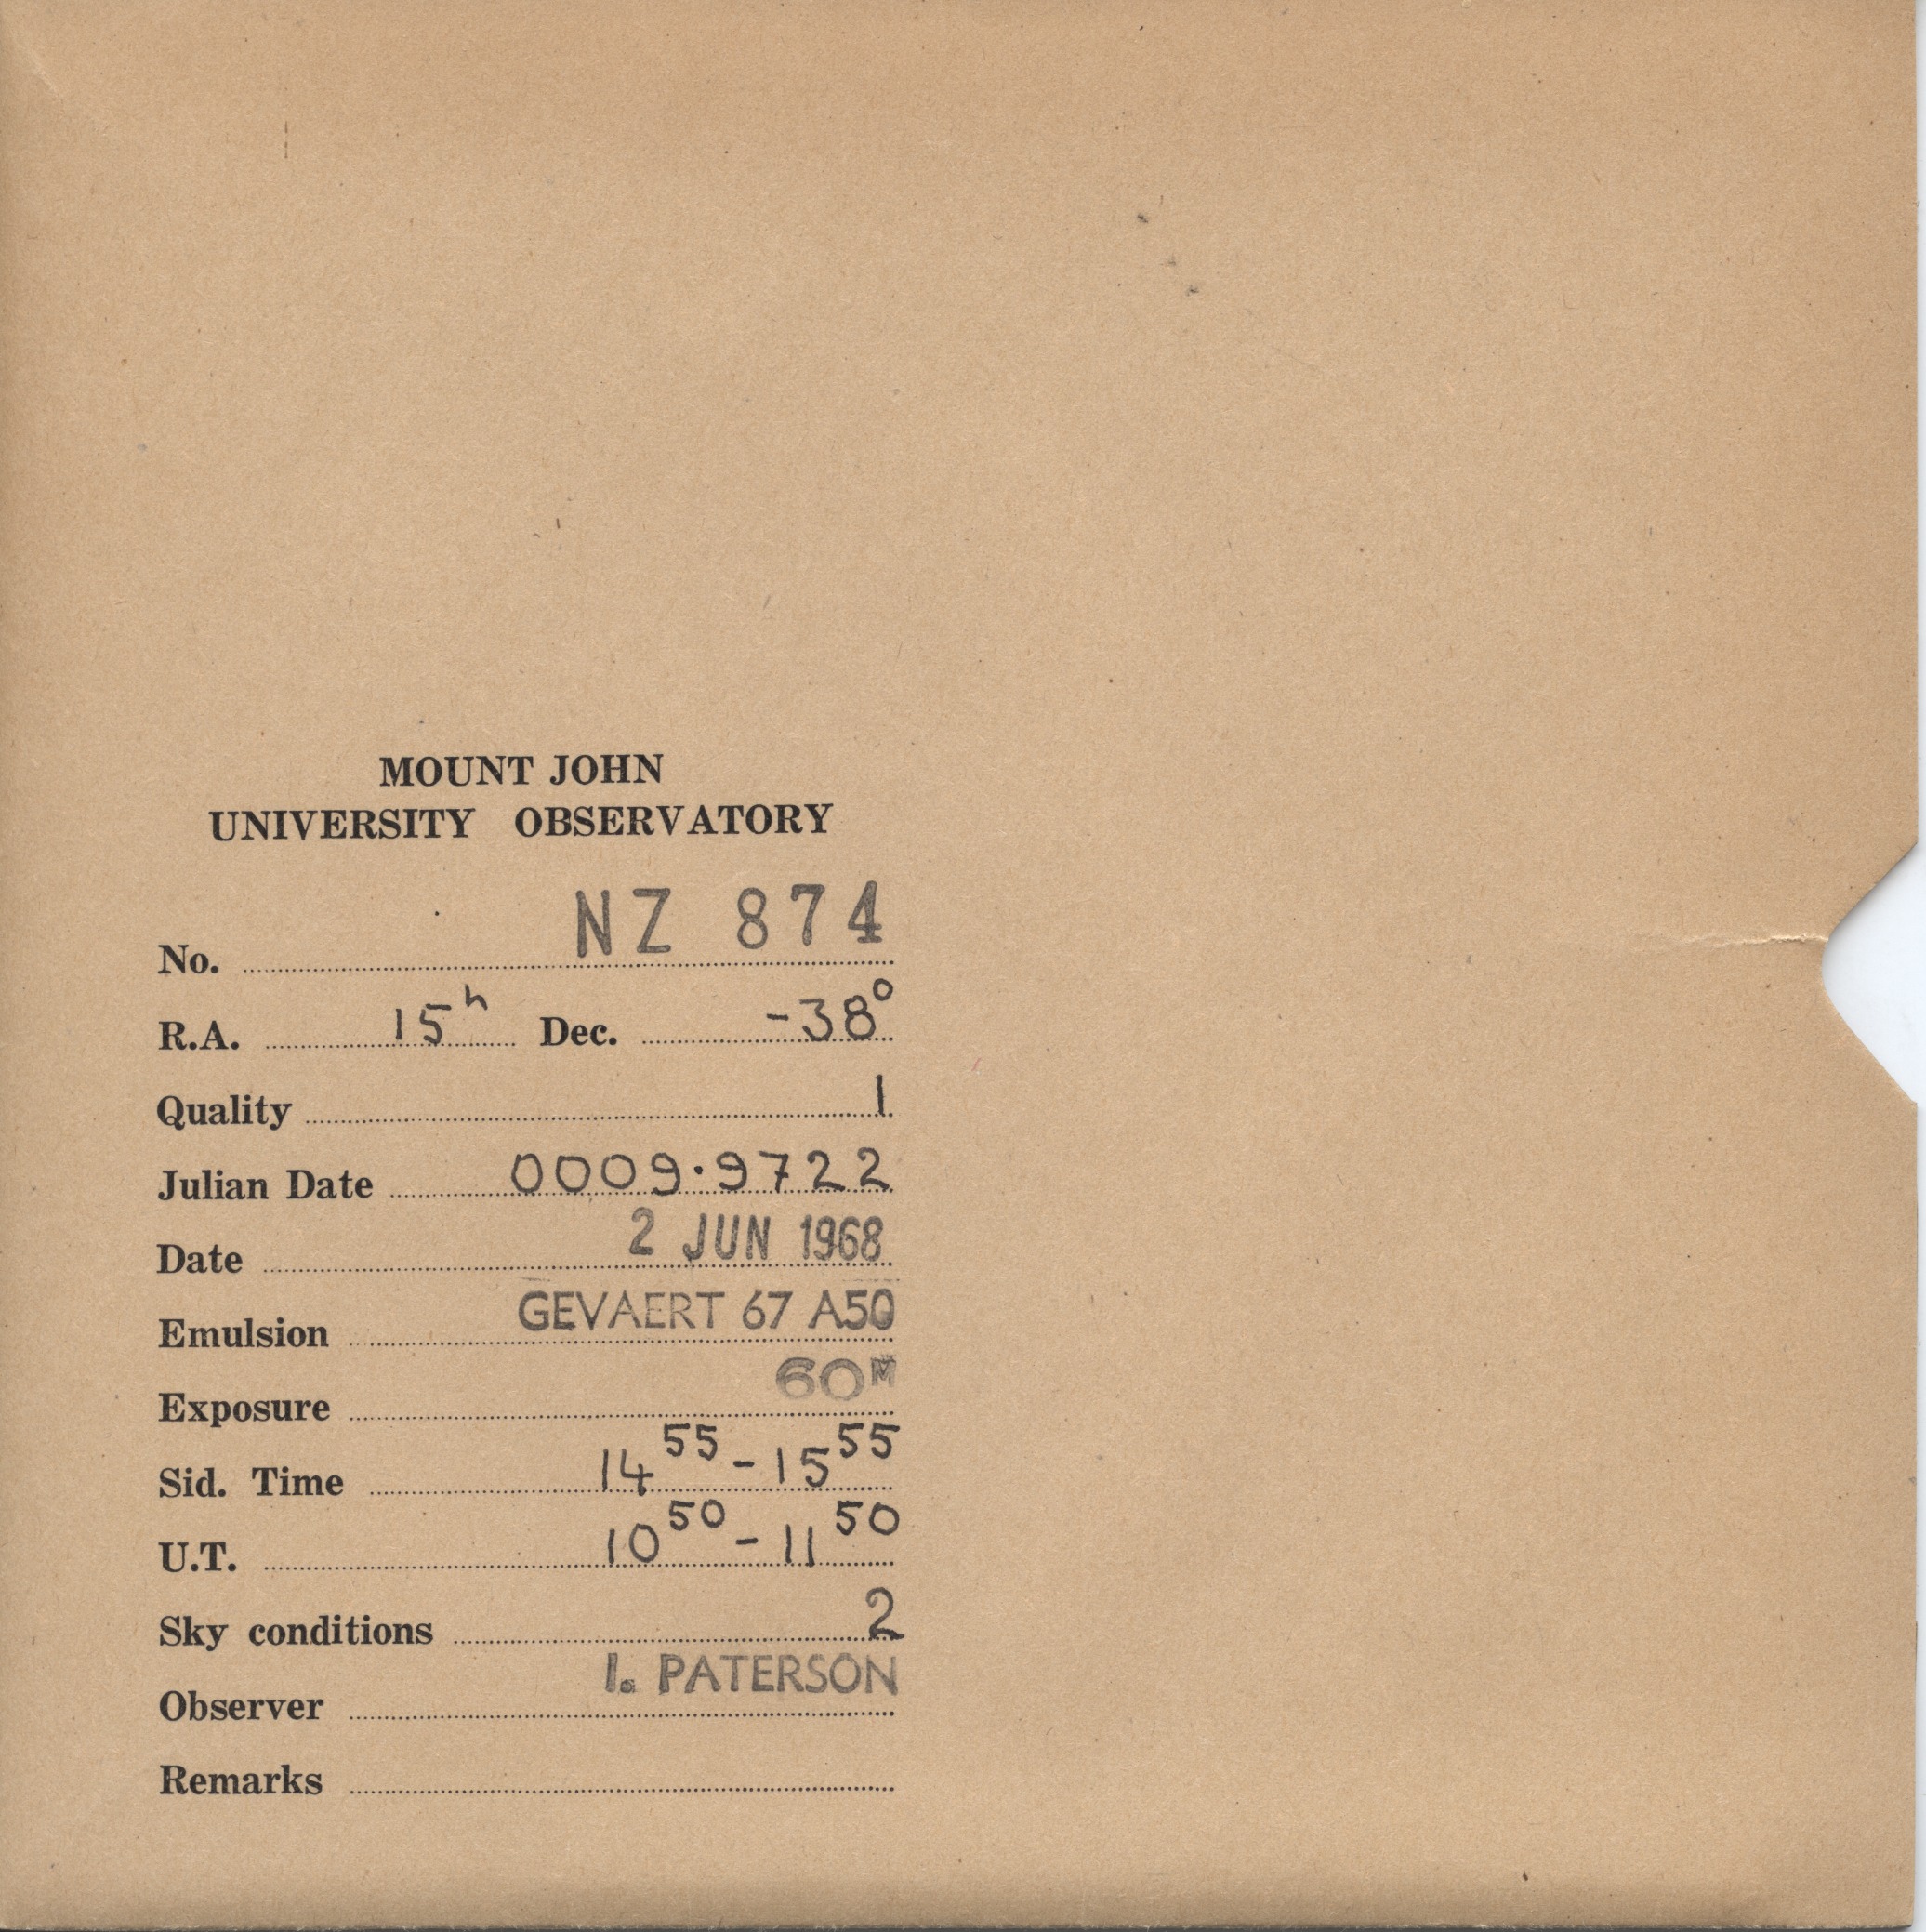 MOUNT JOHN
UNIVERSITY OBSERVATORY
No. NZ 874
R.A. 15h Dec. -38°
Quality 1
Julian Date 0009·9722
Date 2 JUN 1968
Emulsion GEVAERT 67 A50
Exposure 60M
Sid. Time 14 55 - 15 55
U.T. 10 50 - 11 50
Sky conditions 2
Observer I. PATERSON
Remarks